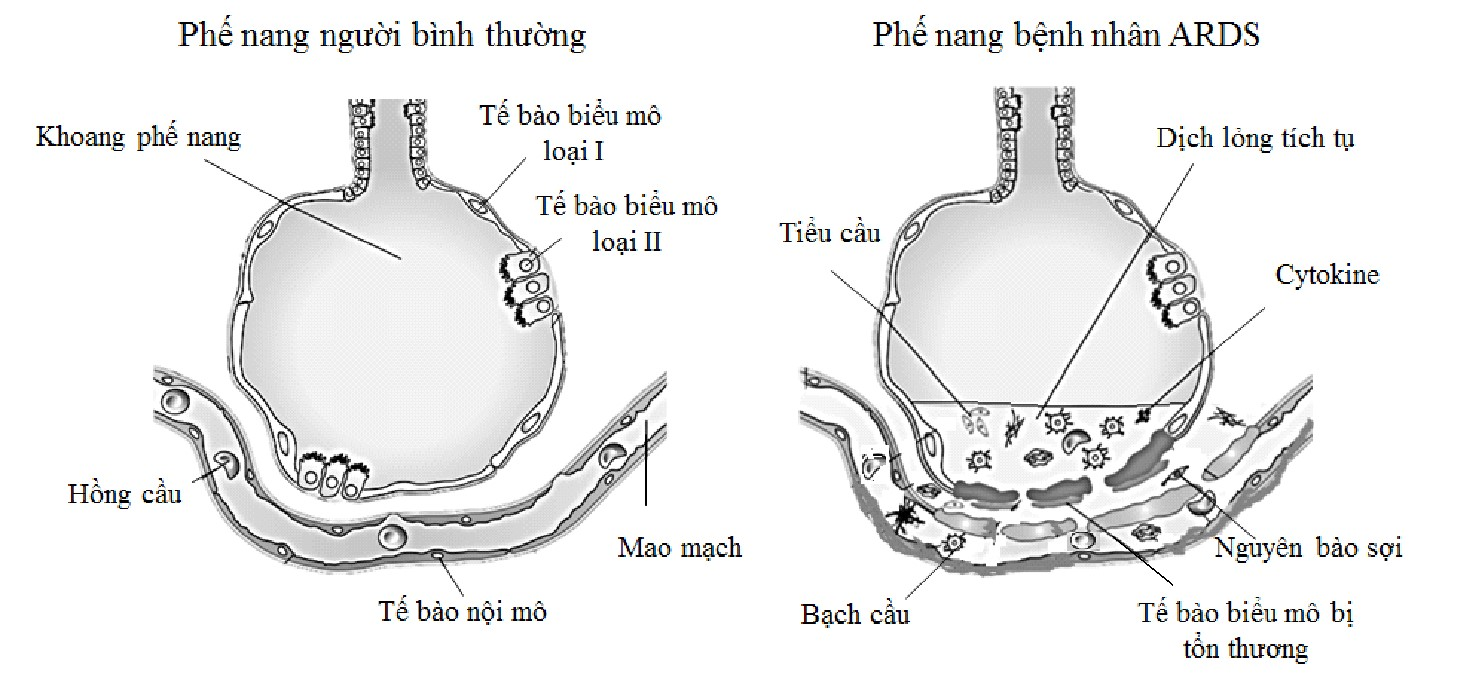 Phế nang người bình thường
Phế nang bệnh nhân ARDS
Khoang phế nang
Tế bào biểu mô
loại I
Tế bào biểu mô
loại II
Hồng cầu
Mao mạch
Tế bào nội mô
Dịch lỏng tích tụ
Tiểu cầu
Cytokine
Nguyên bào sợi
Bạch cầu
Tế bào biểu mô bị
tổn thương